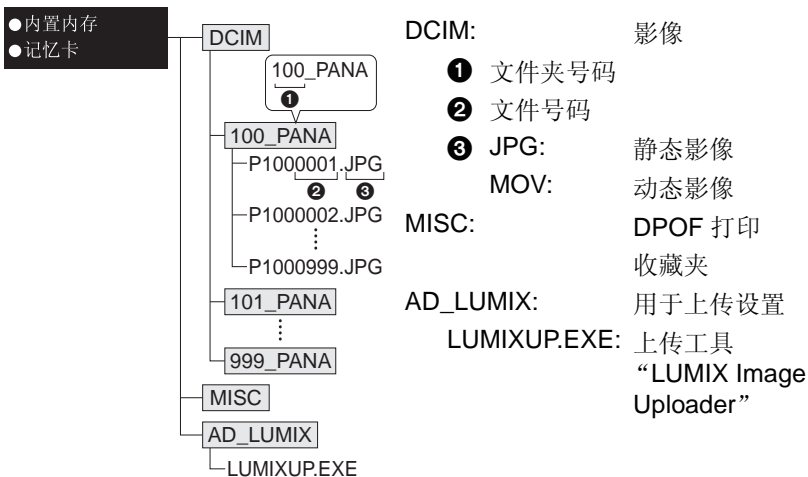 ●内置内存
●记忆卡
DCIM
100_PANA
❶
100_PANA
P1000001.JPG
❷ ❸
P1000002.JPG
P1000999.JPG
101_PANA
999_PANA
MISC
AD_LUMIX
LUMIXUP.EXE
DCIM: 影像
❶ 文件夹号码
❷ 文件号码
❸ JPG: 静态影像
MOV: 动态影像
MISC: DPOF 打印
收藏夹
AD_LUMIX: 用于上传设置
LUMIXUP.EXE: 上传工具
“LUMIX Image
Uploader”